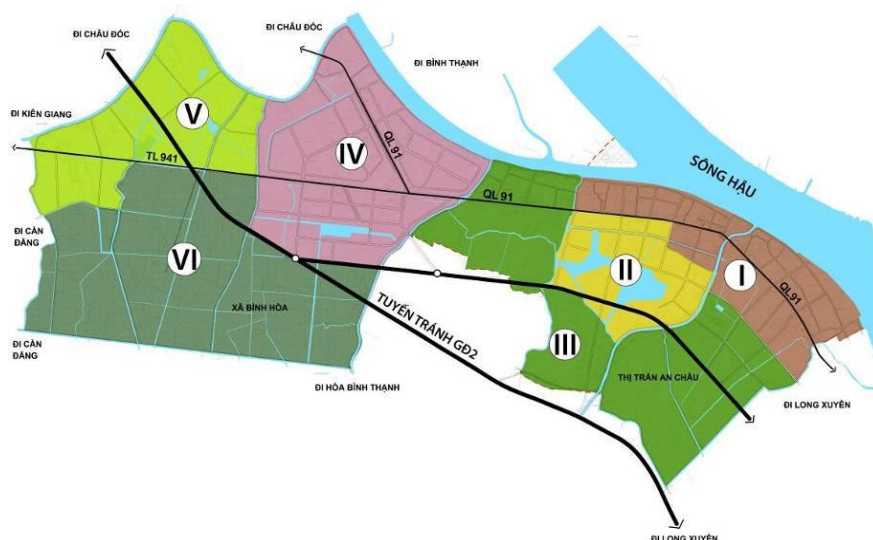 ĐI CHÂU ĐỐC
ĐI CHÂU ĐỐC
ĐI BÌNH THẠNH
ĐI KIÊN GIANG
V
IV
QL 91
TL 941
QL 91
SÔNG HẬU
ĐI CẦN
ĐĂNG
VI
II
I
QL91
XÃ BÌNH HÒA
TUYẾN TRÁNH GĐ2
III
ĐI CẦN
ĐĂNG
THỊ TRẤN AN CHÂU
ĐI HÒA BÌNH THẠNH
ĐI LONG XUYÊN
ĐI LONG XUYÊN